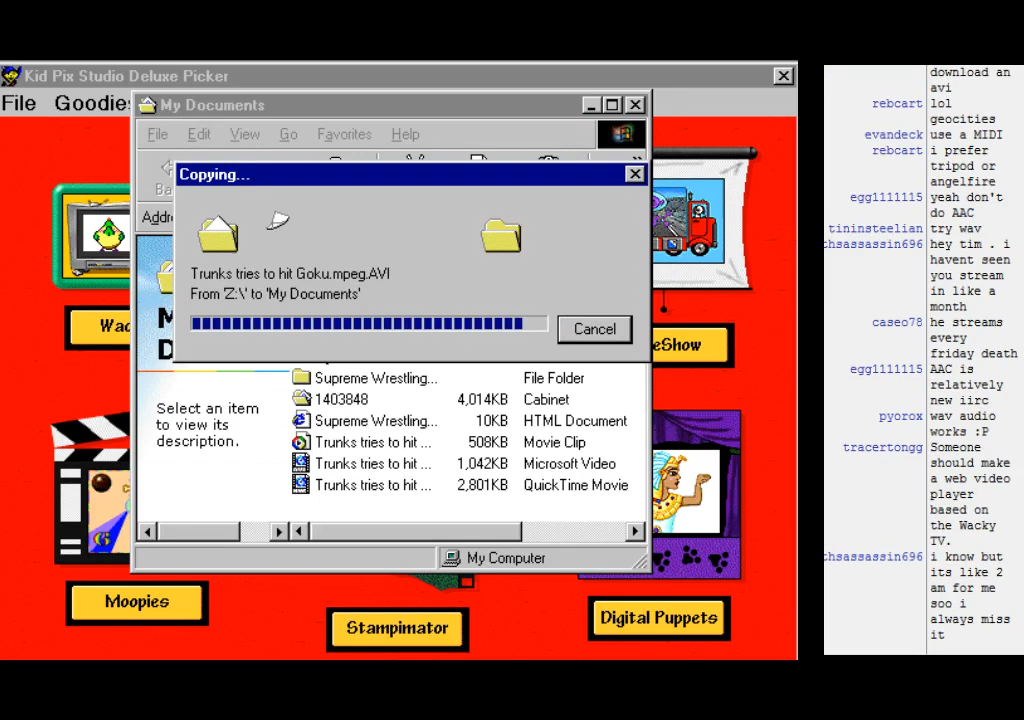 Kid Pix Studio Deluxe Picker
File Goodies
My Documents
File Edit View Go Favorites Help
Copying...
Trunks tries to hit Goku.mpeg.AVI
From 'Z:\' to 'My Documents'
Cancel
Select an item
to view its
description.
Supreme Wrestling... File Folder
1403848 4,014KB Cabinet
Supreme Wrestling... 10KB HTML Document
Trunks tries to hit ... 508KB Movie Clip
Trunks tries to hit ... 1,042KB Microsoft Video
Trunks tries to hit ... 2,801KB QuickTime Movie
My Computer
Moopies
Stampimator
Digital Puppets
download an
avi
rebcart lol
geocities
evandeck use a MIDI
rebcart i prefer
tripod or
angelfire
egg1111115 yeah don't
do AAC
tininsteelian try wav
chsassassin696 hey tim . i
havent seen
you stream
in like a
month
caseo78 he streams
every
friday death
egg1111115 AAC is
relatively
new iirc
pyorox wav audio
works :P
tracertongg Someone
should make
a web video
player
based on
the Wacky
TV.
chsassassin696 i know but
its like 2
am for me
soo i
always miss
it